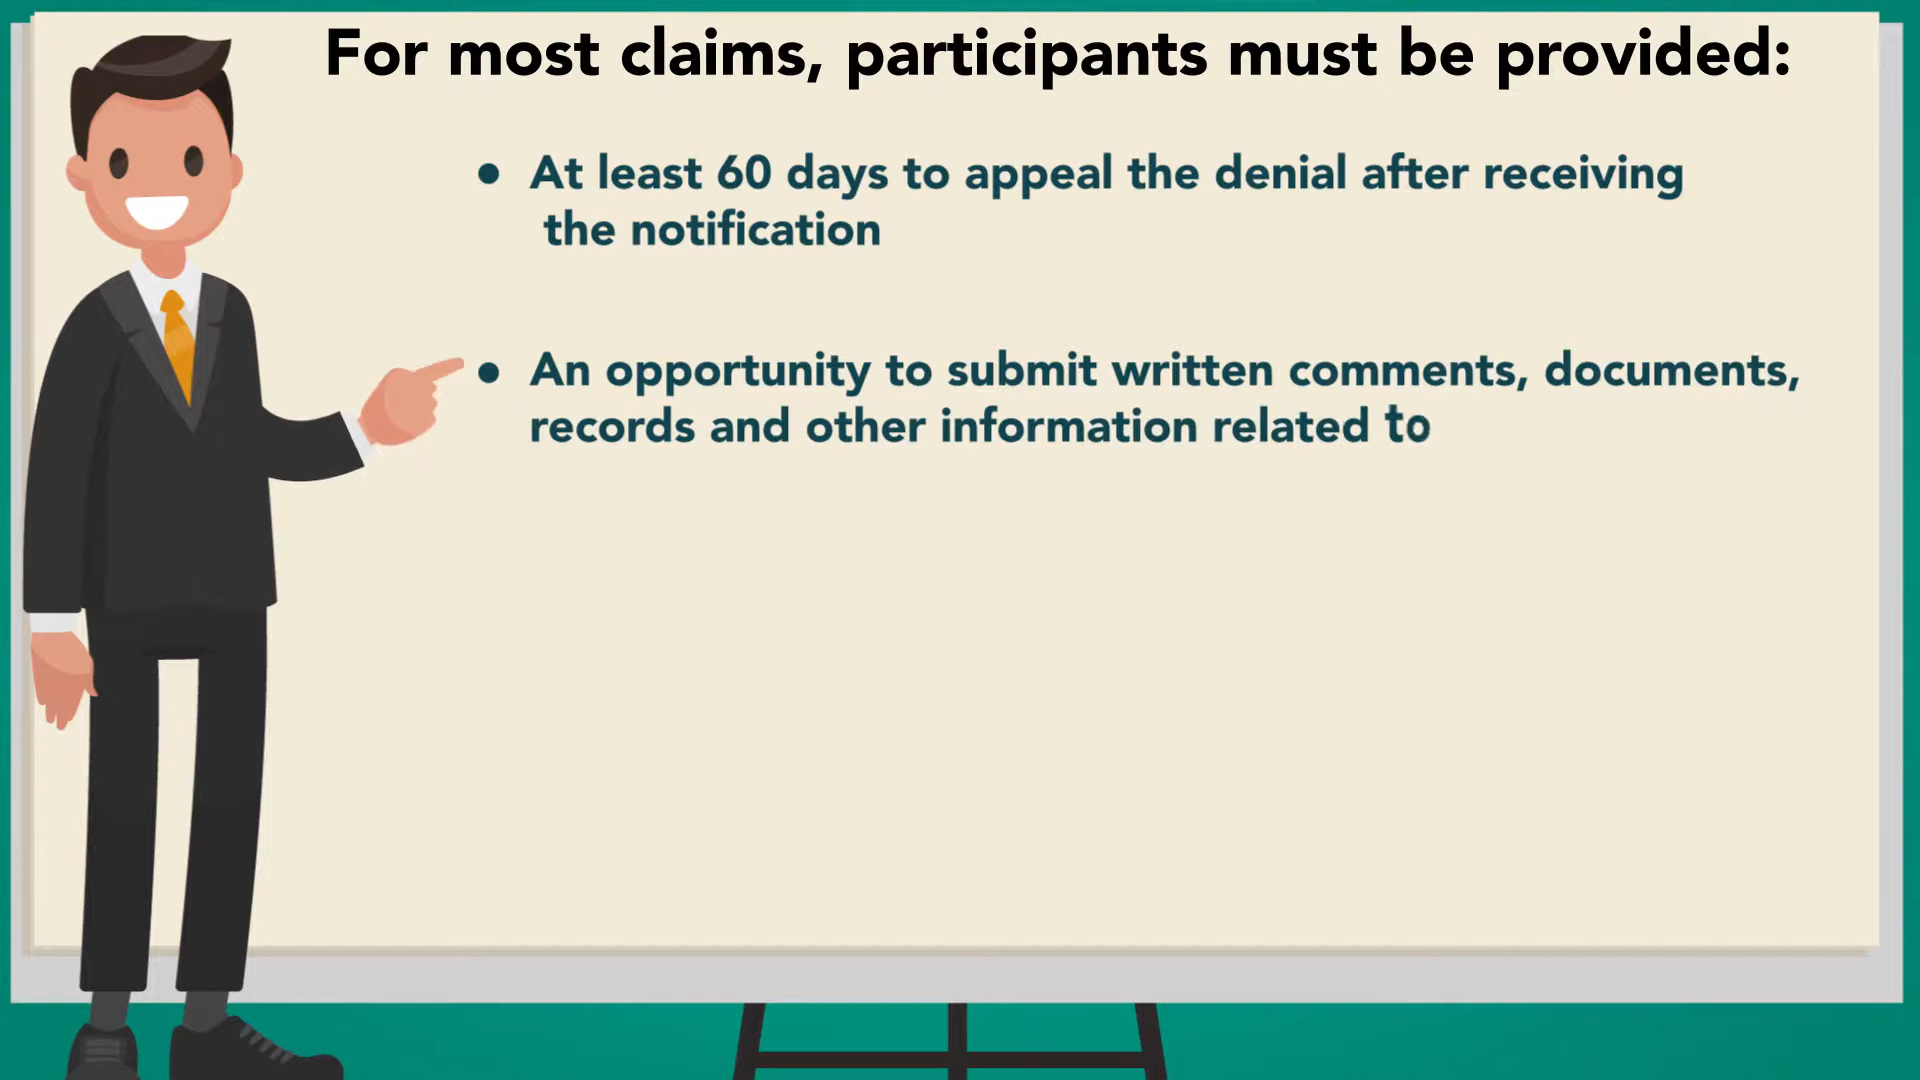 For most claims, participants must be provided:
• At least 60 days to appeal the denial after receiving
the notification
• An opportunity to submit written comments, documents,
records and other information related to